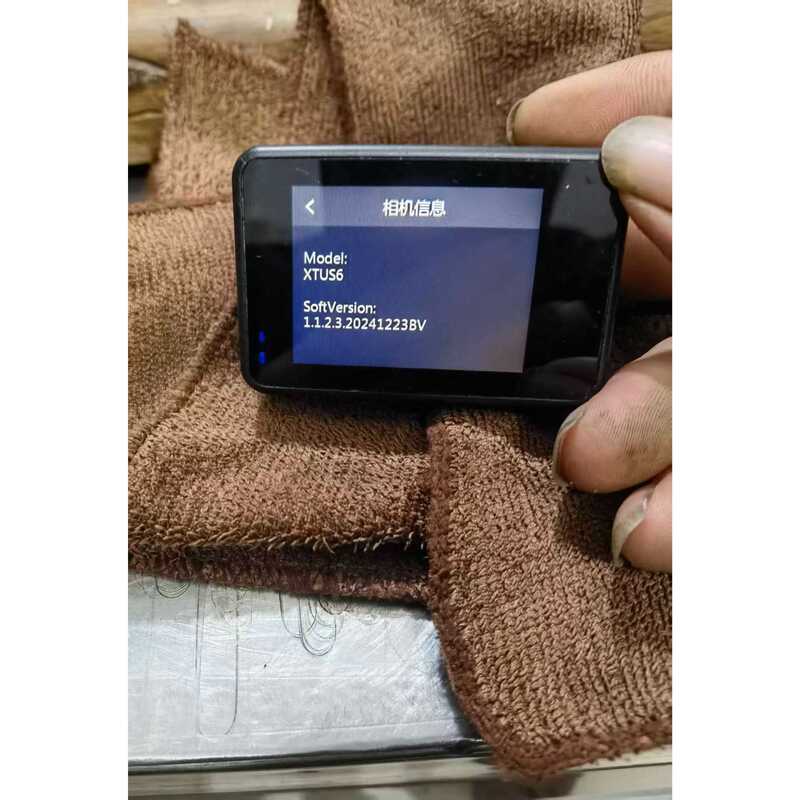 相机信息
Model:
XTUS6
SoftVersion:
1.1.2.3.20241223BV